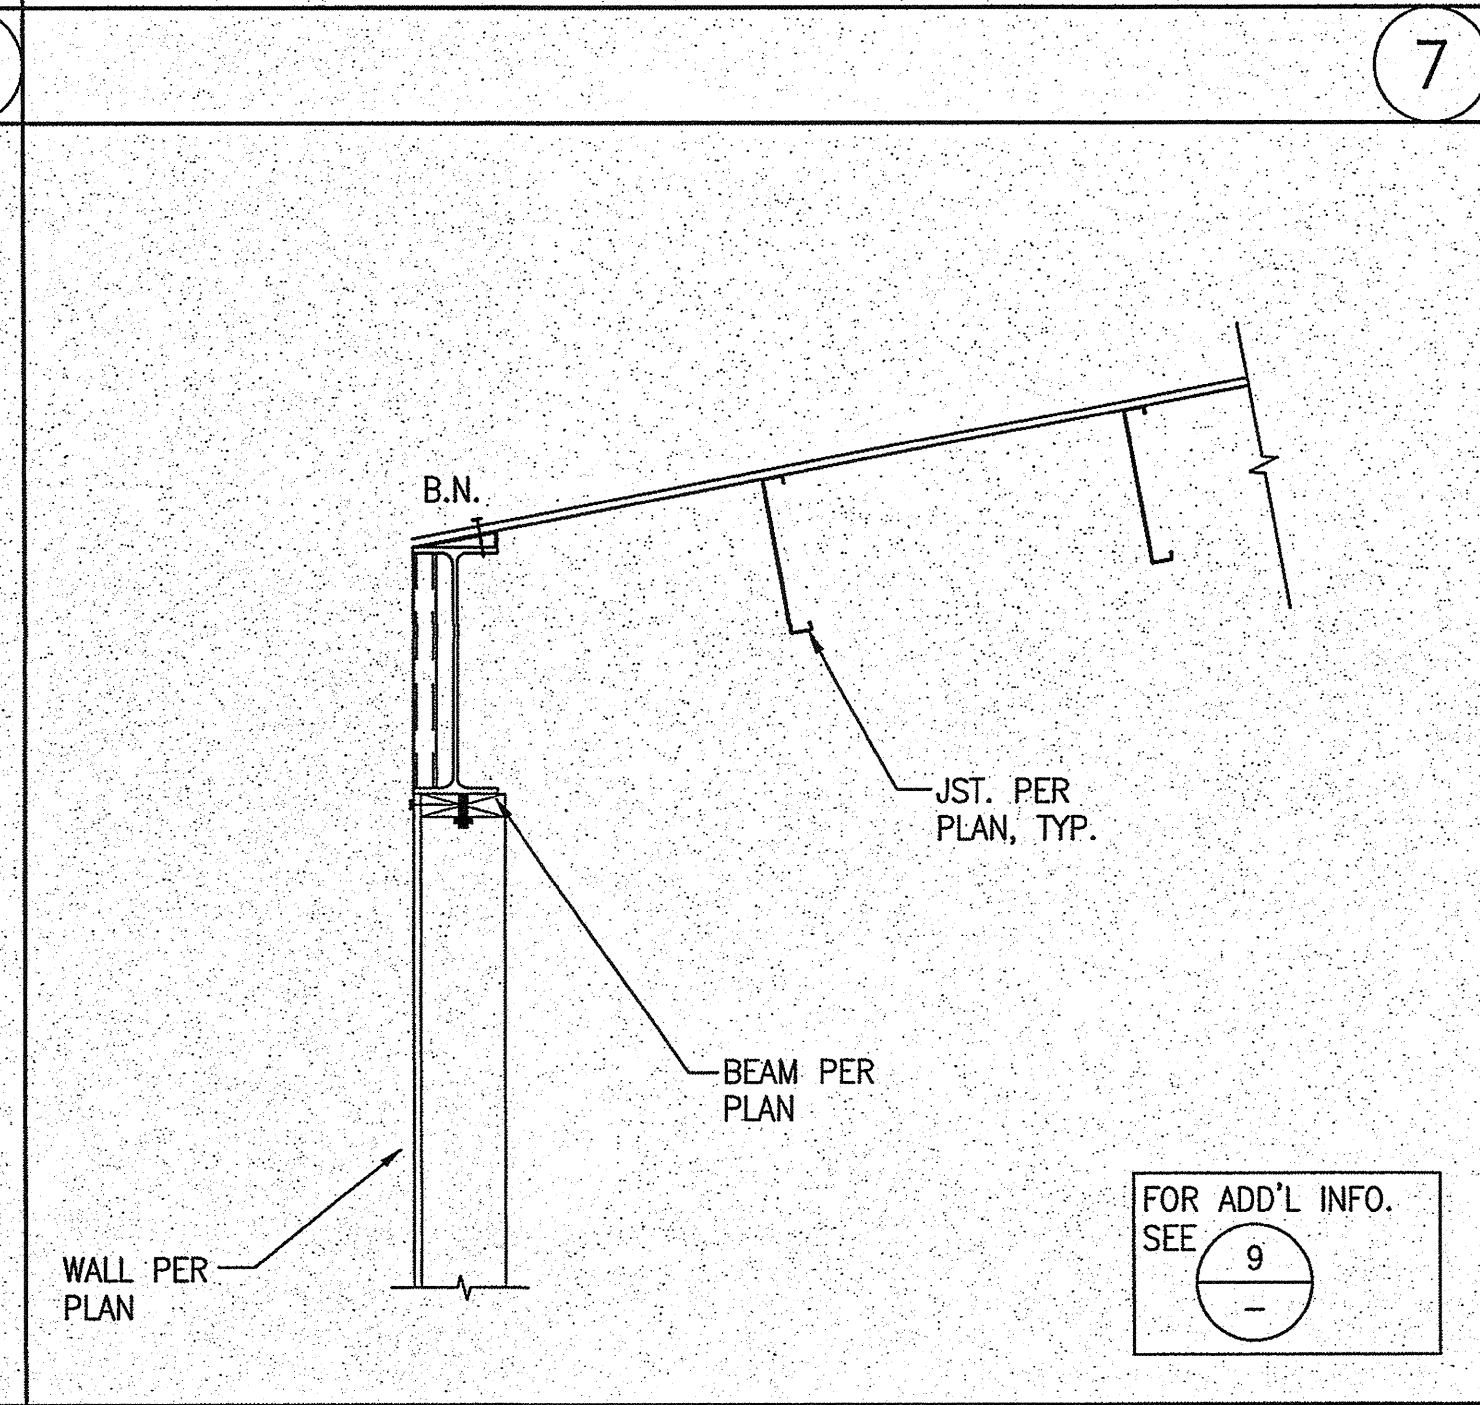 7
B.N.
JST. PER
PLAN, TYP.
BEAM PER
PLAN
WALL PER
PLAN
FOR ADD'L INFO.
SEE
9
–